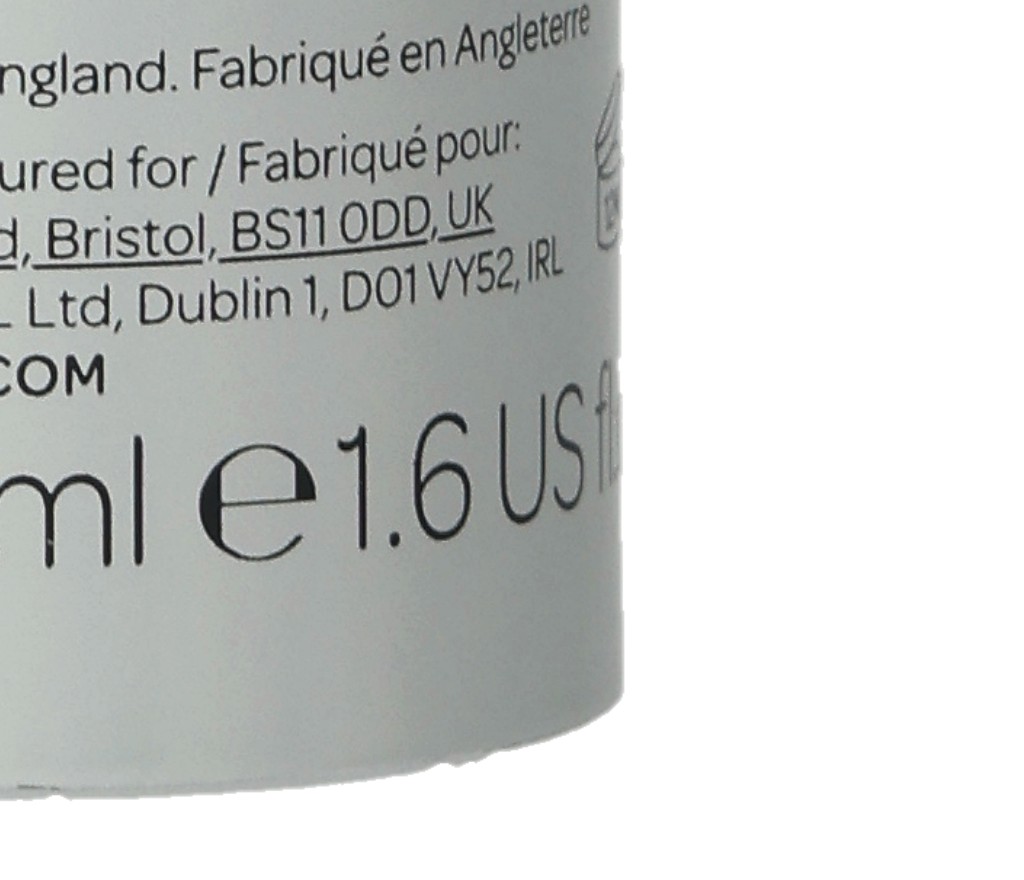 ngland. Fabriqué en Angleterre
ured for / Fabriqué pour:
d, Bristol, BS11 0DD, UK
L Ltd, Dublin 1, D01 VY52, IRL
COM
ml e 1.6 US fl